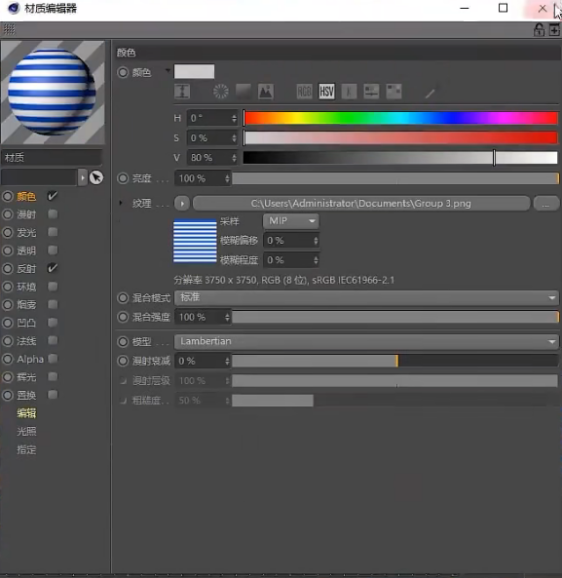 材质编辑器
颜色
颜色
RGB HSV
H 0 °
S 0 %
V 80 %
材质
亮度 . . . 100 %
颜色
纹理 . . . C:\Users\Administrator\Documents\Group 3.png ...
漫射
采样 MIP
发光
模糊偏移 0 %
透明
模糊程度 0 %
反射
分辨率 3750 x 3750, RGB (8 位), sRGB IEC61966-2.1
环境
混合模式 标准
烟雾
混合强度 100 %
凹凸
法线
模型 . . . Lambertian
Alpha
漫射衰减 0 %
辉光
漫射层级 100 %
置换
粗糙度 . . 50 %
编辑
光照
指定